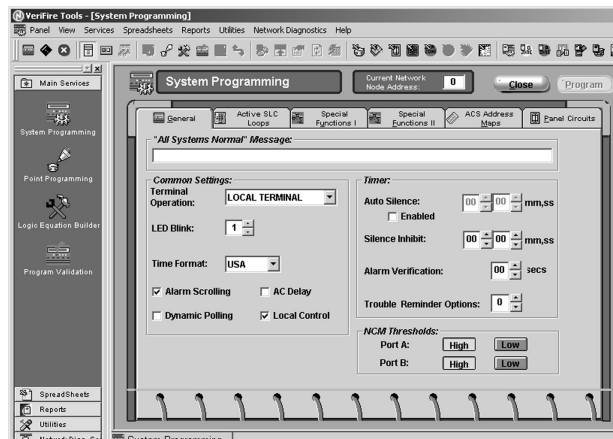 VeriFire Tools - [System Programming]
Panel View Services Spreadsheets Reports Utilities Network Diagnostics Help
Main Services
System Programming
Point Programming
Logic Equation Builder
Program Validation
SpreadSheets
Reports
Utilities
System Programming
Current Network Node Address: 0
Close
Program
General
Active SLC Loops
Special Functions I
Special Functions II
ACS Address Maps
Panel Circuits
"All Systems Normal" Message:
Common Settings:
Terminal Operation: LOCAL TERMINAL
LED Blink: 1
Time Format: USA
Alarm Scrolling
AC Delay
Dynamic Polling
Local Control
Timer:
Auto Silence: 00 00 mm,ss
Enabled
Silence Inhibit: 00 00 mm,ss
Alarm Verification: 00 secs
Trouble Reminder Options: 0
NCM Thresholds:
Port A: High Low
Port B: High Low